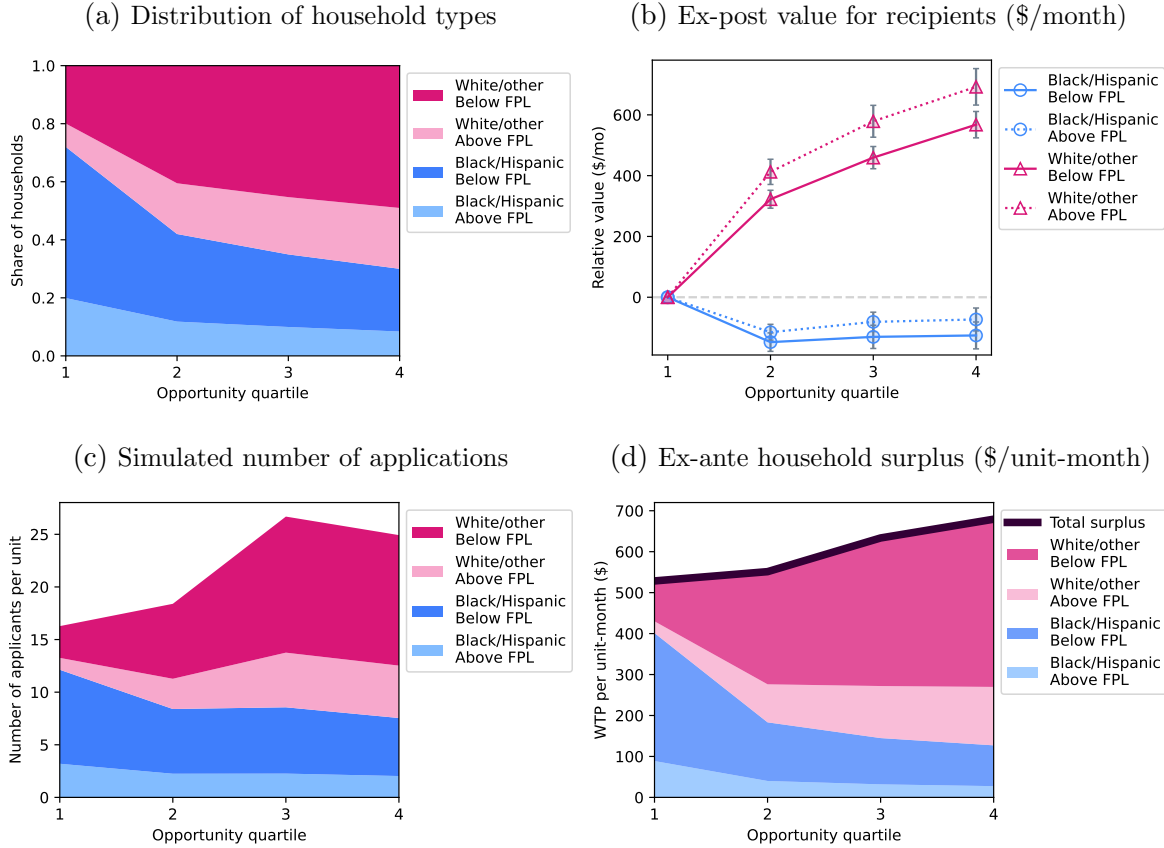 (a) Distribution of household types
1.0
0.8
0.6
0.4
0.2
0.0
Share of households
1 2 3 4
Opportunity quartile
White/other
Below FPL
White/other
Above FPL
Black/Hispanic
Below FPL
Black/Hispanic
Above FPL
(b) Ex-post value for recipients ($/month)
600
400
200
0
Relative value ($/mo)
1 2 3 4
Opportunity quartile
Black/Hispanic
Below FPL
Black/Hispanic
Above FPL
White/other
Below FPL
White/other
Above FPL
(c) Simulated number of applications
25
20
15
10
5
0
Number of applicants per unit
1 2 3 4
Opportunity quartile
White/other
Below FPL
White/other
Above FPL
Black/Hispanic
Below FPL
Black/Hispanic
Above FPL
(d) Ex-ante household surplus ($/unit-month)
700
600
500
400
300
200
100
0
WTP per unit-month ($)
1 2 3 4
Opportunity quartile
Total surplus
White/other
Below FPL
White/other
Above FPL
Black/Hispanic
Below FPL
Black/Hispanic
Above FPL